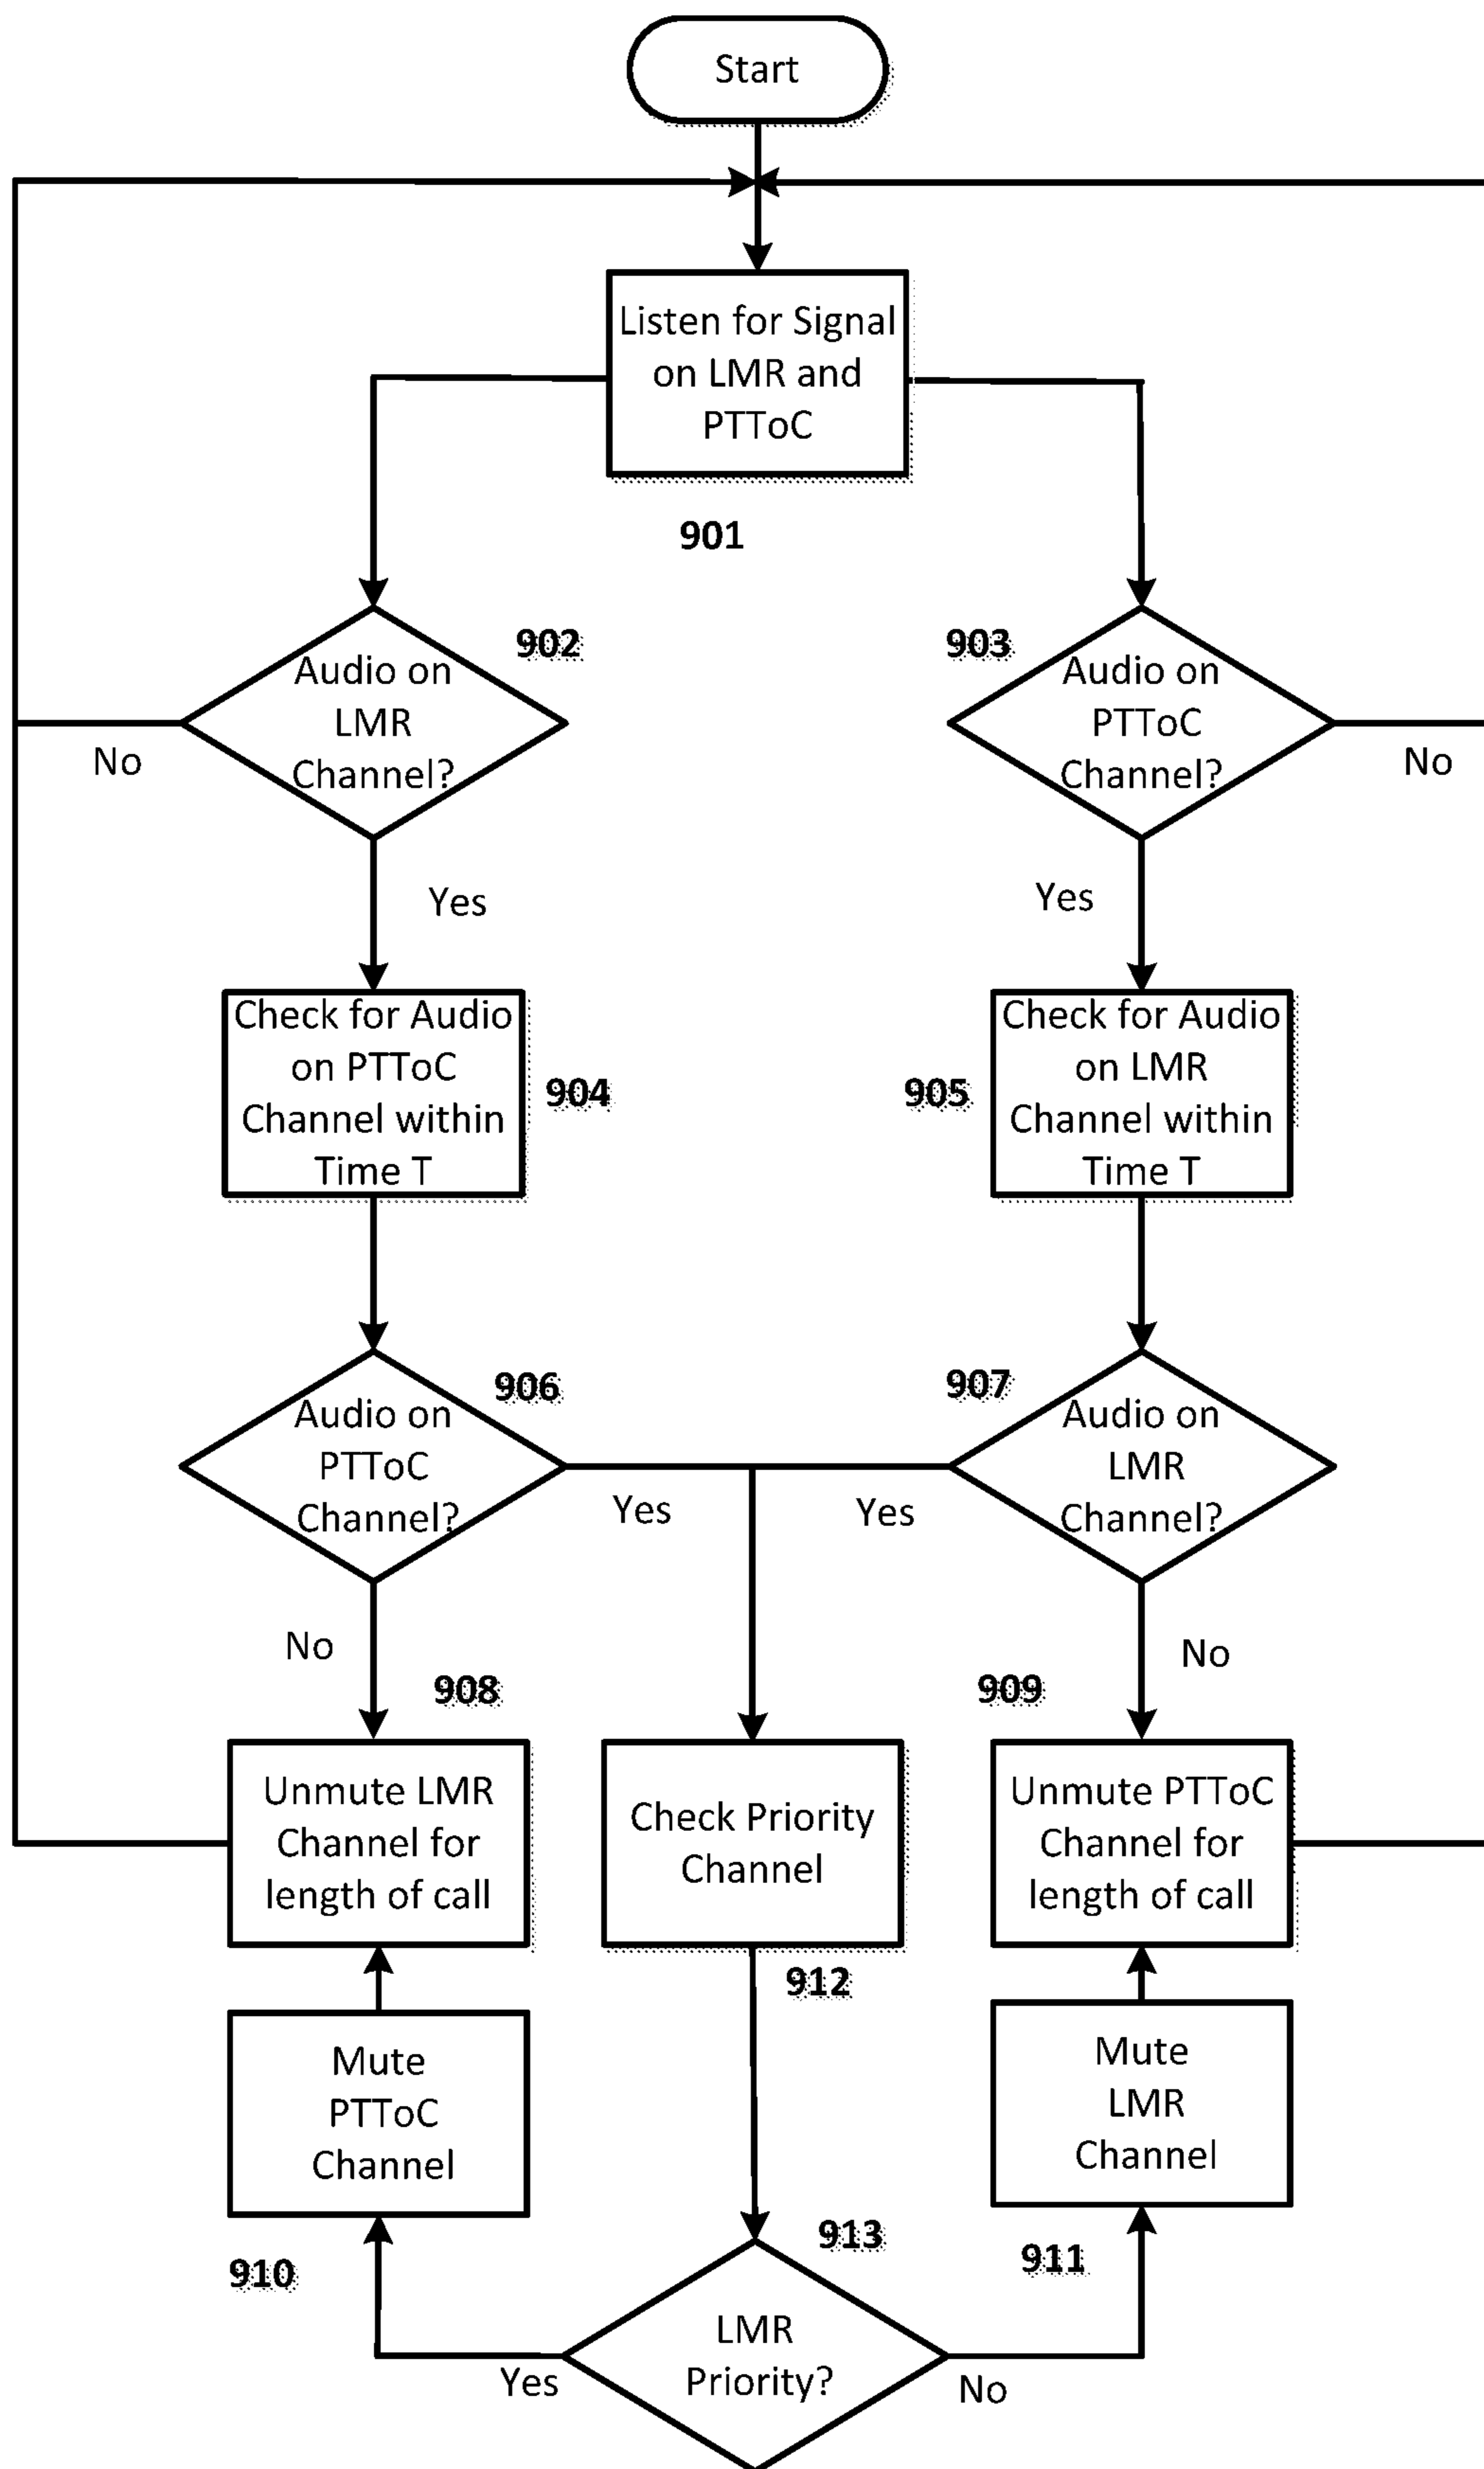 Start
Listen for Signal
on LMR and
PTToC
901
902
Audio on
LMR
Channel?
No
Yes
903
Audio on
PTToC
Channel?
No
Yes
Check for Audio
on PTToC
Channel within
Time T
904
905
Check for Audio
on LMR
Channel within
Time T
906
Audio on
PTToC
Channel?
Yes
No
907
Audio on
LMR
Channel?
Yes
No
908
Unmute LMR
Channel for
length of call
Check Priority
Channel
912
909
Unmute PTToC
Channel for
length of call
Mute
PTToC
Channel
910
Mute
LMR
Channel
911
913
LMR
Priority?
Yes
No